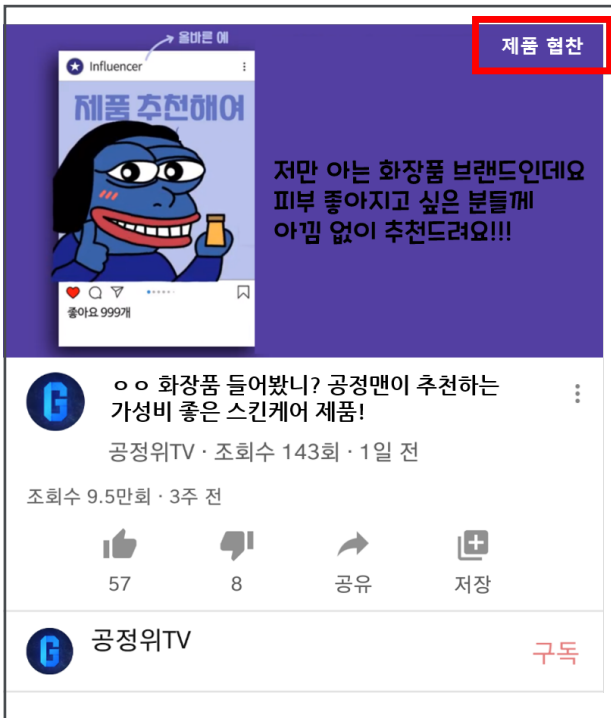 올바른 예
제품 협찬
Influencer
제품 추천해여
저만 아는 화장품 브랜드인데요
피부 좋아지고 싶은 분들께
아낌 없이 추천드려요!!!
좋아요 999개
G
ㅇㅇ 화장품 들어봤니? 공정맨이 추천하는
가성비 좋은 스킨케어 제품!
공정위TV · 조회수 143회 · 1일 전
조회수 9.5만회 · 3주 전
57
8
공유
저장
G
공정위TV
구독